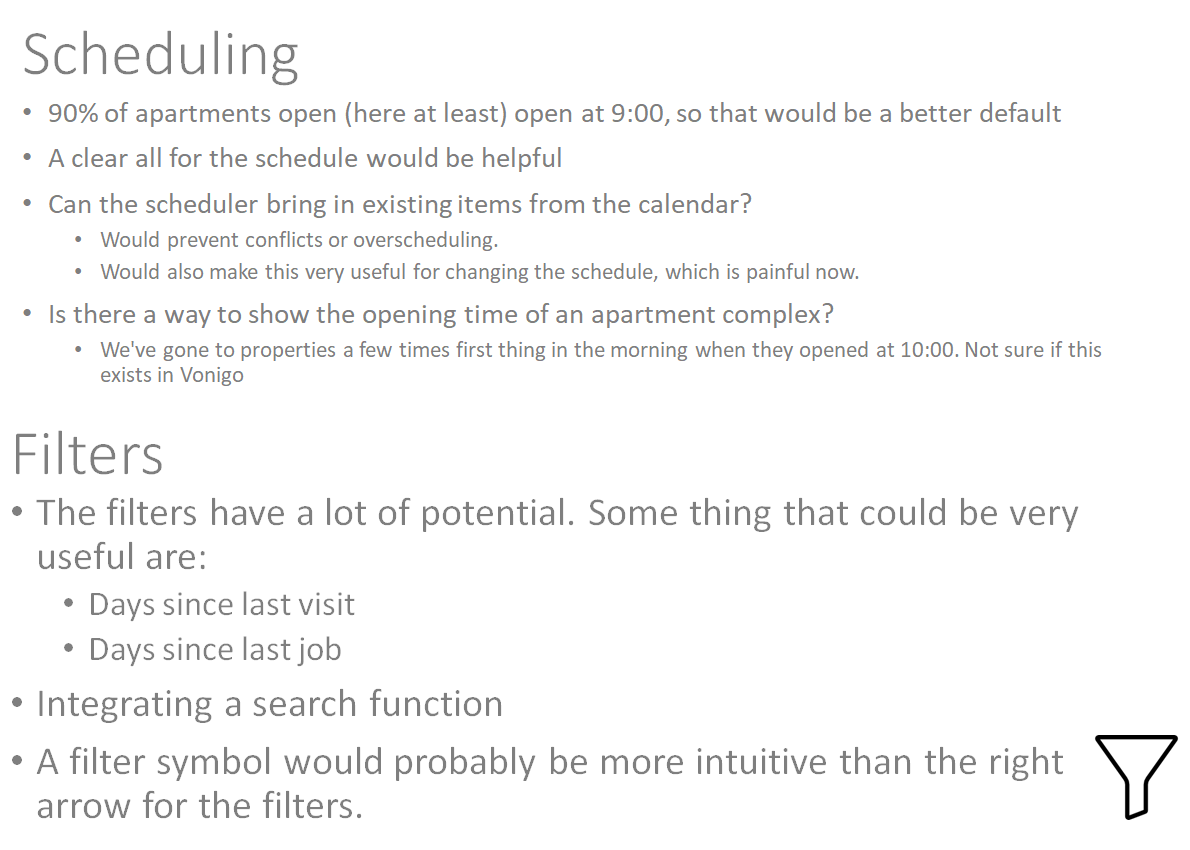 Scheduling
• 90% of apartments open (here at least) open at 9:00, so that would be a better default
• A clear all for the schedule would be helpful
• Can the scheduler bring in existing items from the calendar?
• Would prevent conflicts or overscheduling.
• Would also make this very useful for changing the schedule, which is painful now.
• Is there a way to show the opening time of an apartment complex?
• We've gone to properties a few times first thing in the morning when they opened at 10:00. Not sure if this
exists in Vonigo
Filters
• The filters have a lot of potential. Some thing that could be very
useful are:
• Days since last visit
• Days since last job
• Integrating a search function
• A filter symbol would probably be more intuitive than the right
arrow for the filters.